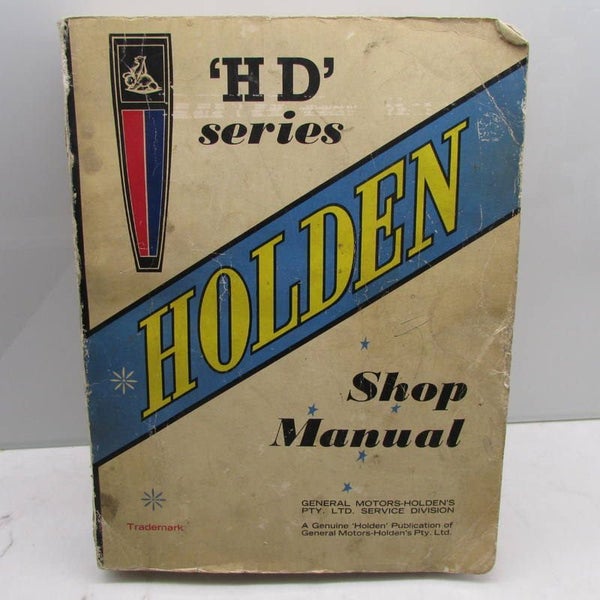 'HD'
series
HOLDEN
Shop
Manual
GENERAL MOTORS-HOLDEN'S
PTY. LTD. SERVICE DIVISION
A Genuine 'Holden' Publication of
General Motors-Holden's Pty. Ltd.
Trademark